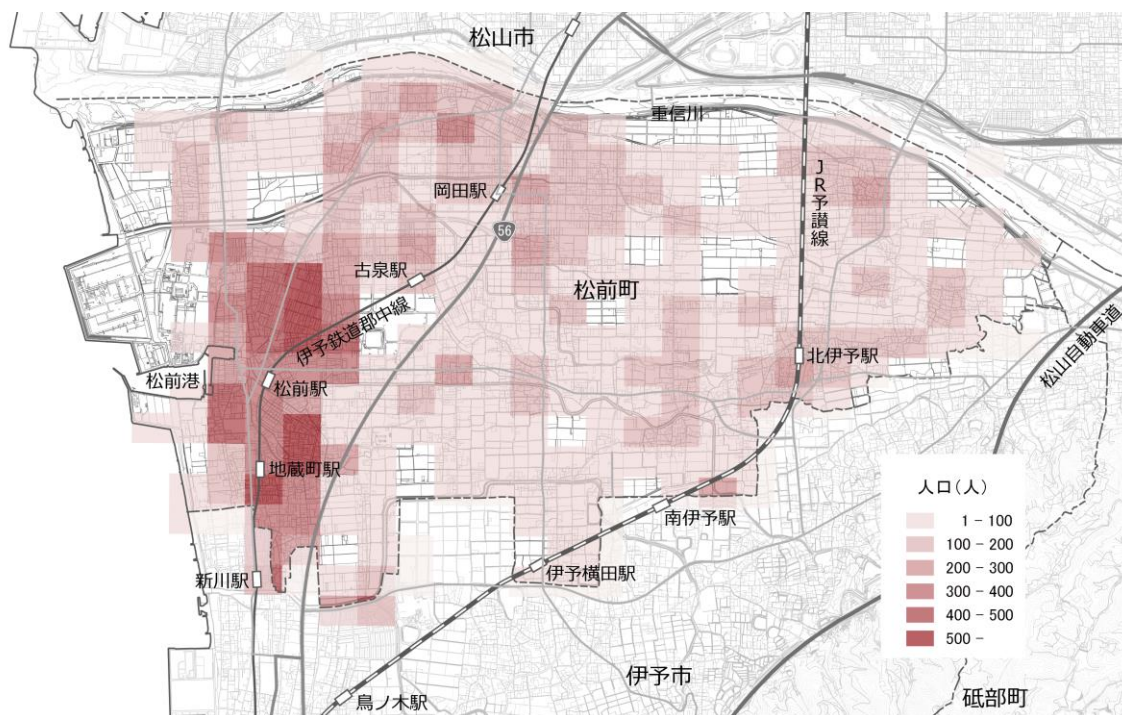 松山市
重信川
岡田駅
JR予讃線
56
古泉駅
松前町
伊予鉄道郡中線
北伊予駅
松山自動車道
松前港
松前駅
地蔵町駅
南伊予駅
新川駅
伊予横田駅
伊予市
鳥ノ木駅
砥部町
人口(人)
1 - 100
100 - 200
200 - 300
300 - 400
400 - 500
500 -